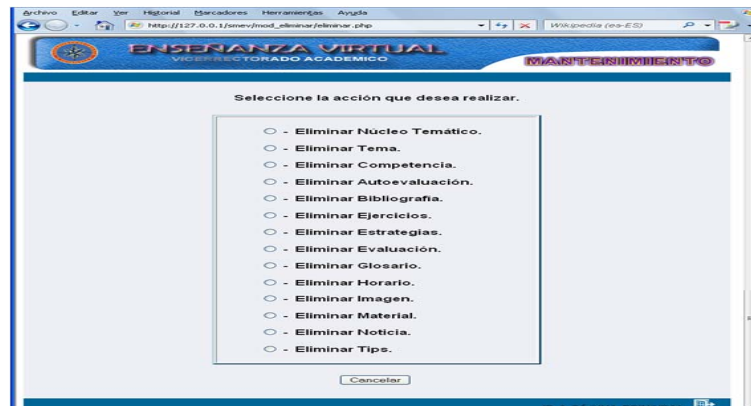 Archivo Editar Ver Historial Marcadores Herramientas Ayuda
http://127.0.0.1/smev/mod_eliminar/eliminar.php Wikipedia (es-ES)
ENSEÑANZA VIRTUAL
VICERRECTORADO ACADEMICO
MANTENIMIENTO
Seleccione la acción que desea realizar.
- Eliminar Núcleo Temático.
- Eliminar Tema.
- Eliminar Competencia.
- Eliminar Autoevaluación.
- Eliminar Bibliografía.
- Eliminar Ejercicios.
- Eliminar Estrategias.
- Eliminar Evaluación.
- Eliminar Glosario.
- Eliminar Horario.
- Eliminar Imagen.
- Eliminar Material.
- Eliminar Noticia.
- Eliminar Tips.
Cancelar